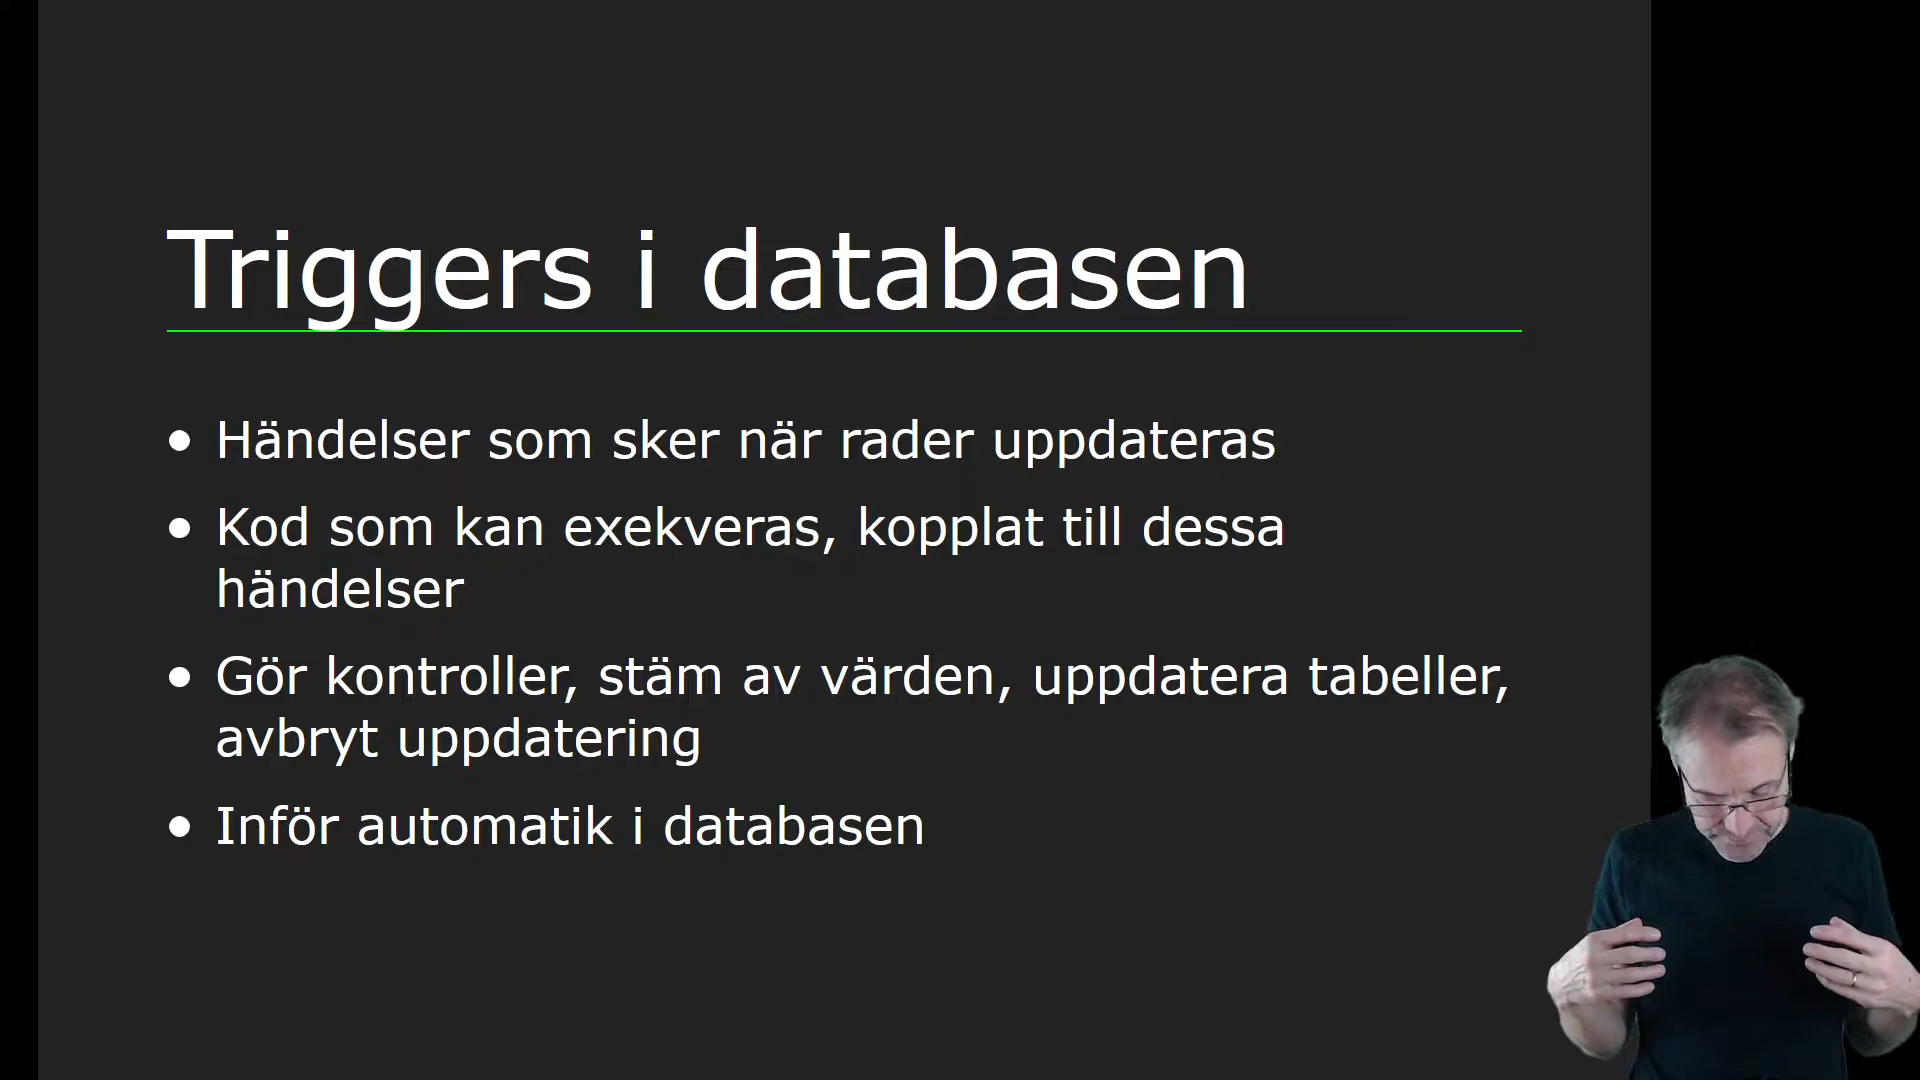 Triggers i databasen
Händelser som sker när rader uppdateras
Kod som kan exekveras, kopplat till dessa
händelser
Gör kontroller, stäm av värden, uppdatera tabeller,
avbryt uppdatering
Inför automatik i databasen